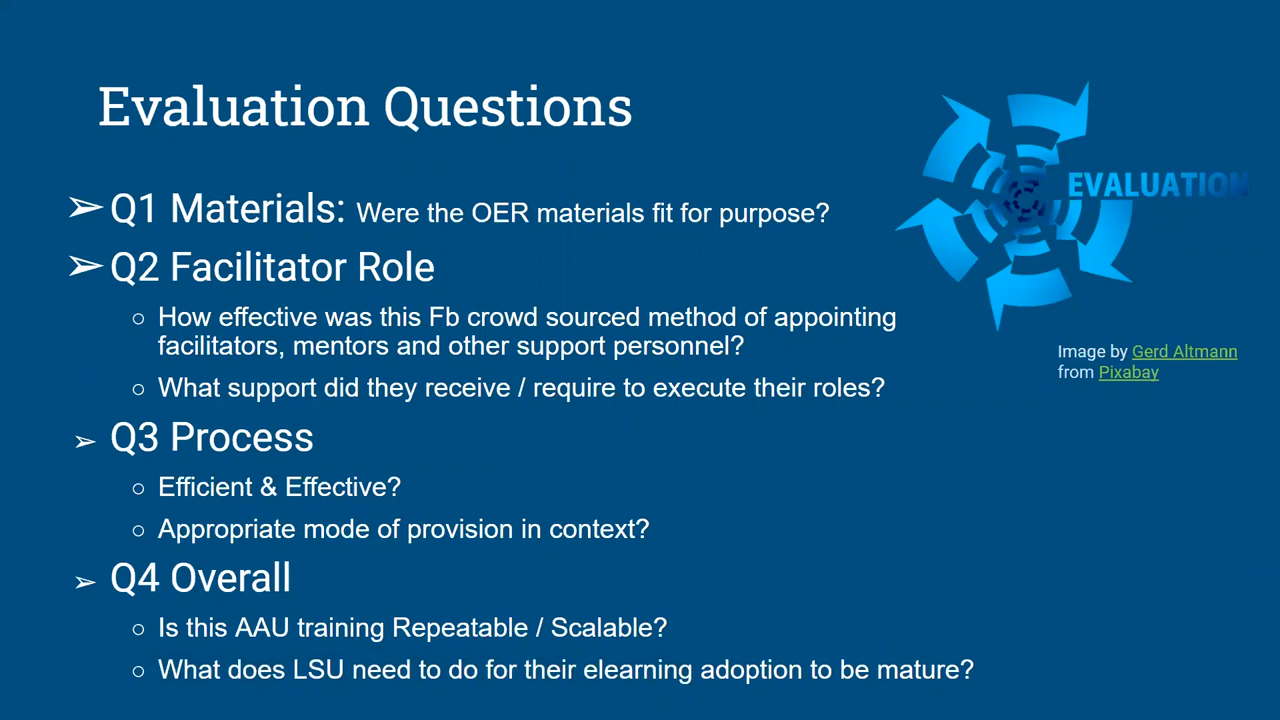 Evaluation Questions
➢ Q1 Materials: Were the OER materials fit for purpose?
➢ Q2 Facilitator Role
○ How effective was this Fb crowd sourced method of appointing
facilitators, mentors and other support personnel?
○ What support did they receive / require to execute their roles?
➢ Q3 Process
○ Efficient & Effective?
○ Appropriate mode of provision in context?
➢ Q4 Overall
○ Is this AAU training Repeatable / Scalable?
○ What does LSU need to do for their elearning adoption to be mature?
EVALUATION
Image by Gerd Altmann
from Pixabay